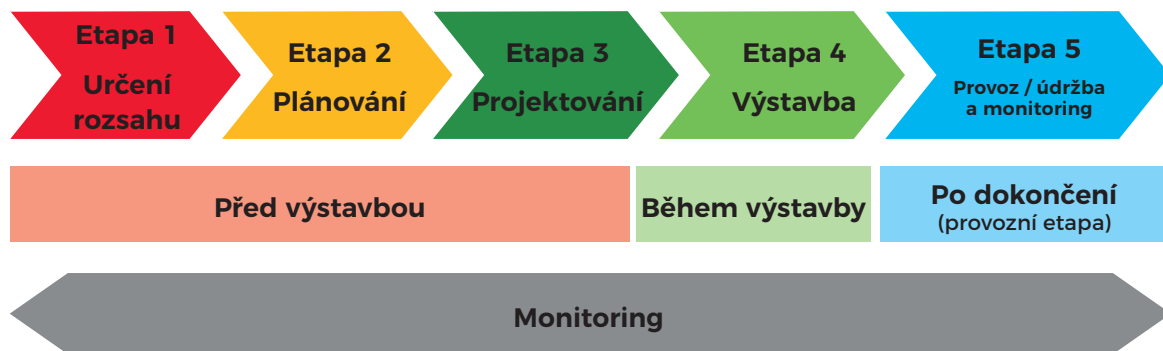 Etapa 1
Určení
rozsahu
Etapa 2
Plánování
Etapa 3
Projektování
Etapa 4
Výstavba
Etapa 5
Provoz / údržba
a monitoring
Před výstavbou
Během výstavby
Po dokončení
(provozní etapa)
Monitoring